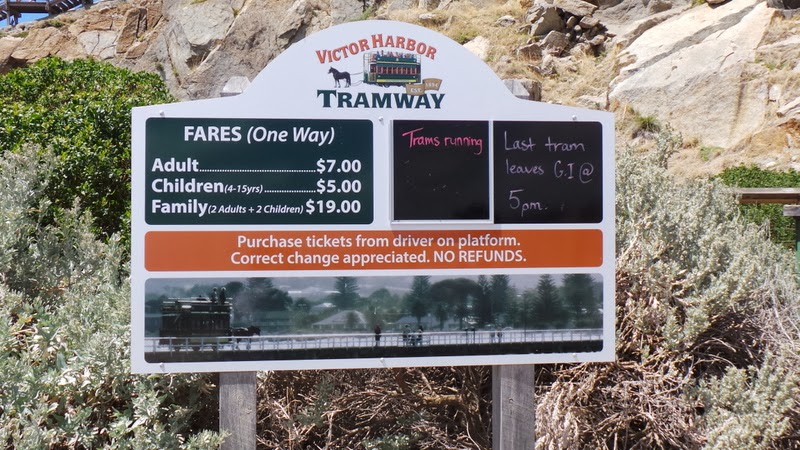 VICTOR HARBOR
EST. 1894
TRAMWAY
FARES (One Way)
Adult..............................$7.00
Children(4-15yrs)....................$5.00
Family(2 Adults + 2 Children) $19.00
Trams running
Last tram
leaves G.I @
5pm.
Purchase tickets from driver on platform.
Correct change appreciated. NO REFUNDS.